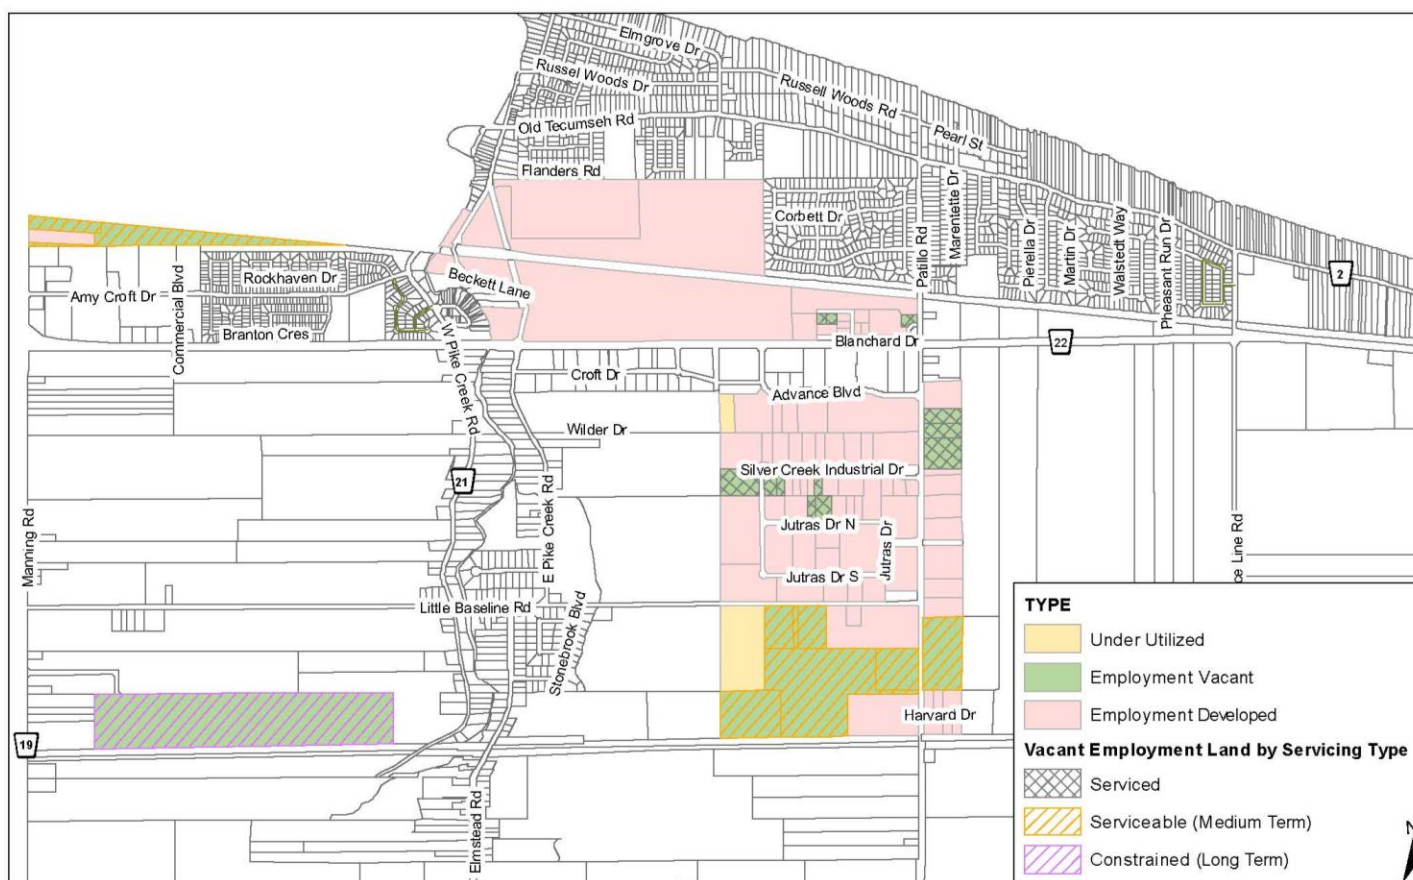 Elmgrove Dr
Russel Woods Dr
Russell Woods Rd
Old Tecumseh Rd
Pearl St
Flanders Rd
Marentette Dr
Corbett Dr
Patillo Rd
Pierella Dr
Martin Dr
Walstedt Way
Pheasant Run Dr
2
Rockhaven Dr
Beckett Lane
Amy Croft Dr
Commercial Blvd
Branton Cres
Blanchard Dr
22
W Pike Creek Rd
Croft Dr
Advance Blvd
Wilder Dr
Silver Creek Industrial Dr
21
E Pike Creek Rd
Manning Rd
Jutras Dr N
Jutras Dr
Jutras Dr S
ce Line Rd
Little Baseline Rd
Stonebrook Blvd
Harvard Dr
19
Elmstead Rd
TYPE
Under Utilized
Employment Vacant
Employment Developed
Vacant Employment Land by Servicing Type
Serviced
Serviceable (Medium Term)
Constrained (Long Term)
N